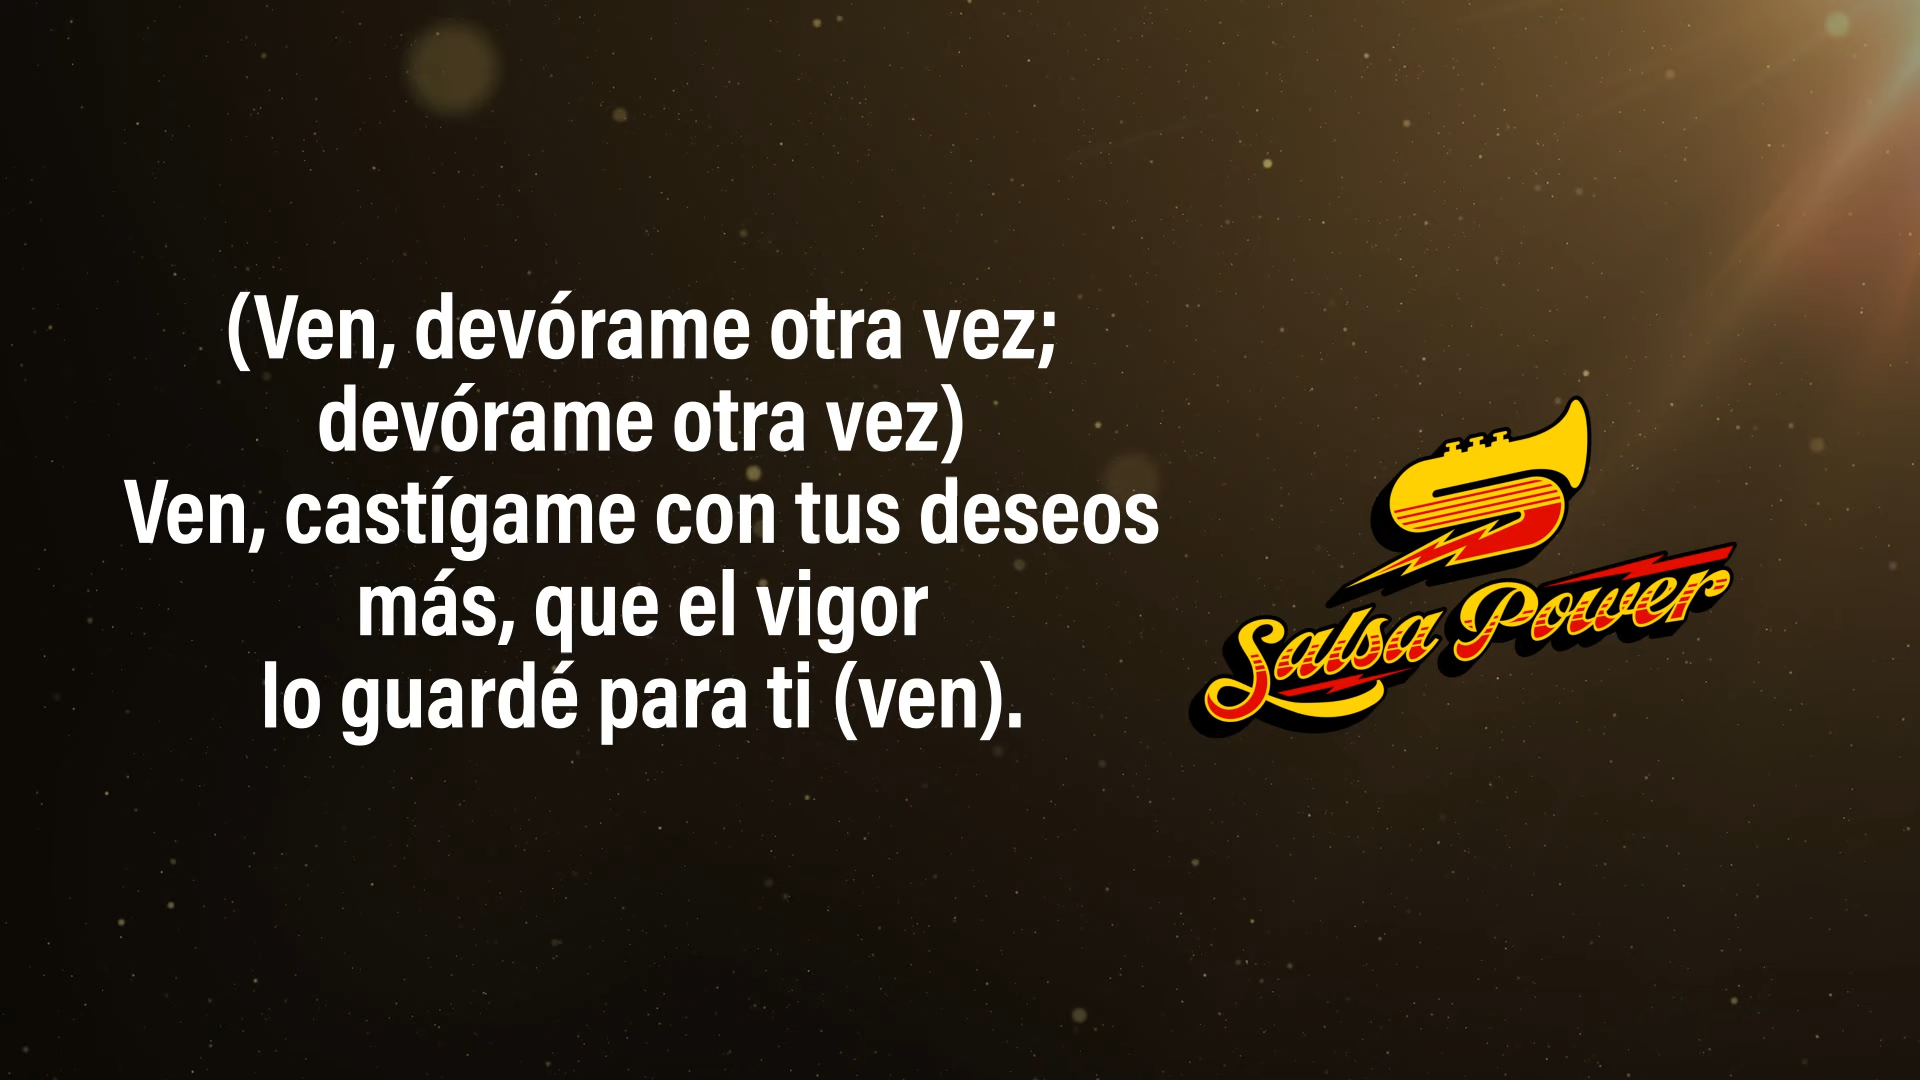 (Ven, devórame otra vez;
devórame otra vez)
Ven, castígame con tus deseos
más, que el vigor
lo guardé para ti (ven).
Salsa Power